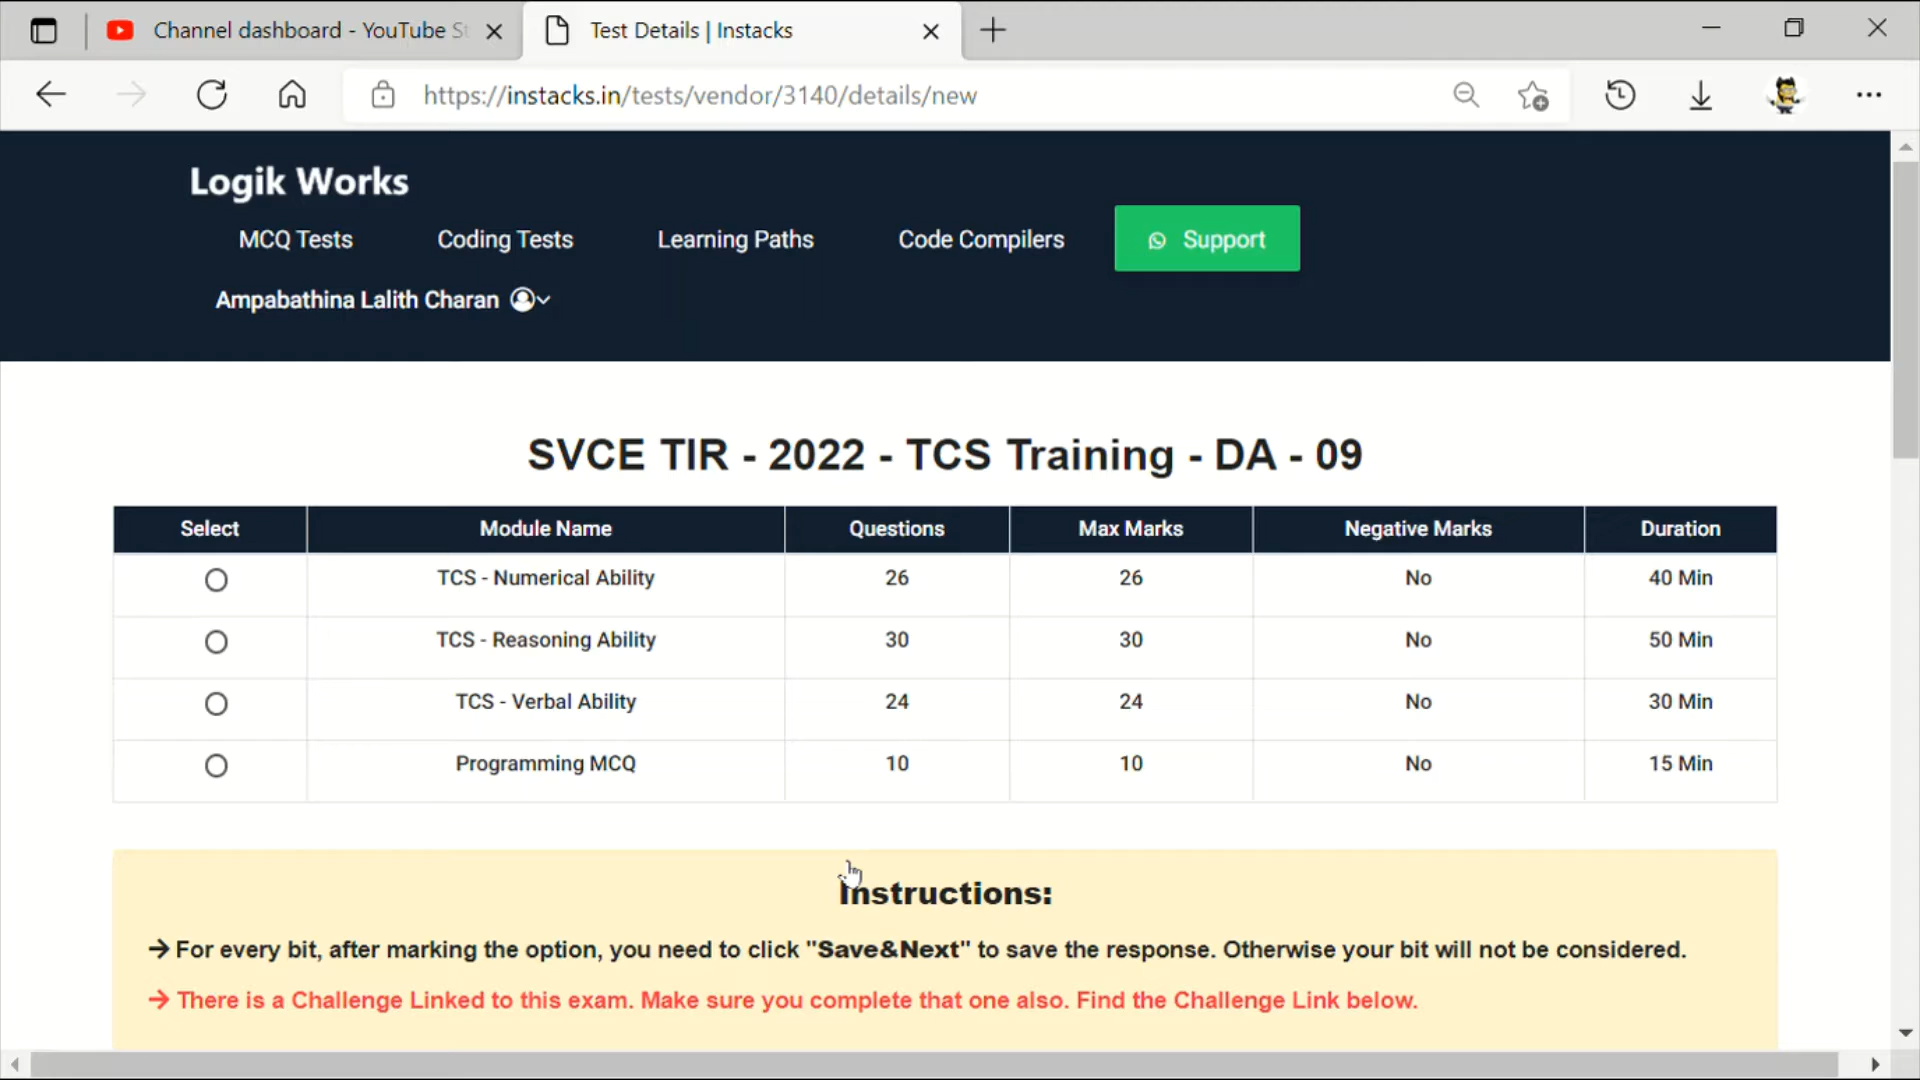 Channel dashboard - YouTube St
Test Details | Instacks
https://instacks.in/tests/vendor/3140/details/new
Logik Works
MCQ Tests
Coding Tests
Learning Paths
Code Compilers
Support
Ampabathina Lalith Charan
SVCE TIR - 2022 - TCS Training - DA - 09
Select Module Name Questions Max Marks Negative Marks Duration
TCS - Numerical Ability 26 26 No 40 Min
TCS - Reasoning Ability 30 30 No 50 Min
TCS - Verbal Ability 24 24 No 30 Min
Programming MCQ 10 10 No 15 Min
Instructions:
→ For every bit, after marking the option, you need to click "Save&Next" to save the response. Otherwise your bit will not be considered.
→ There is a Challenge Linked to this exam. Make sure you complete that one also. Find the Challenge Link below.